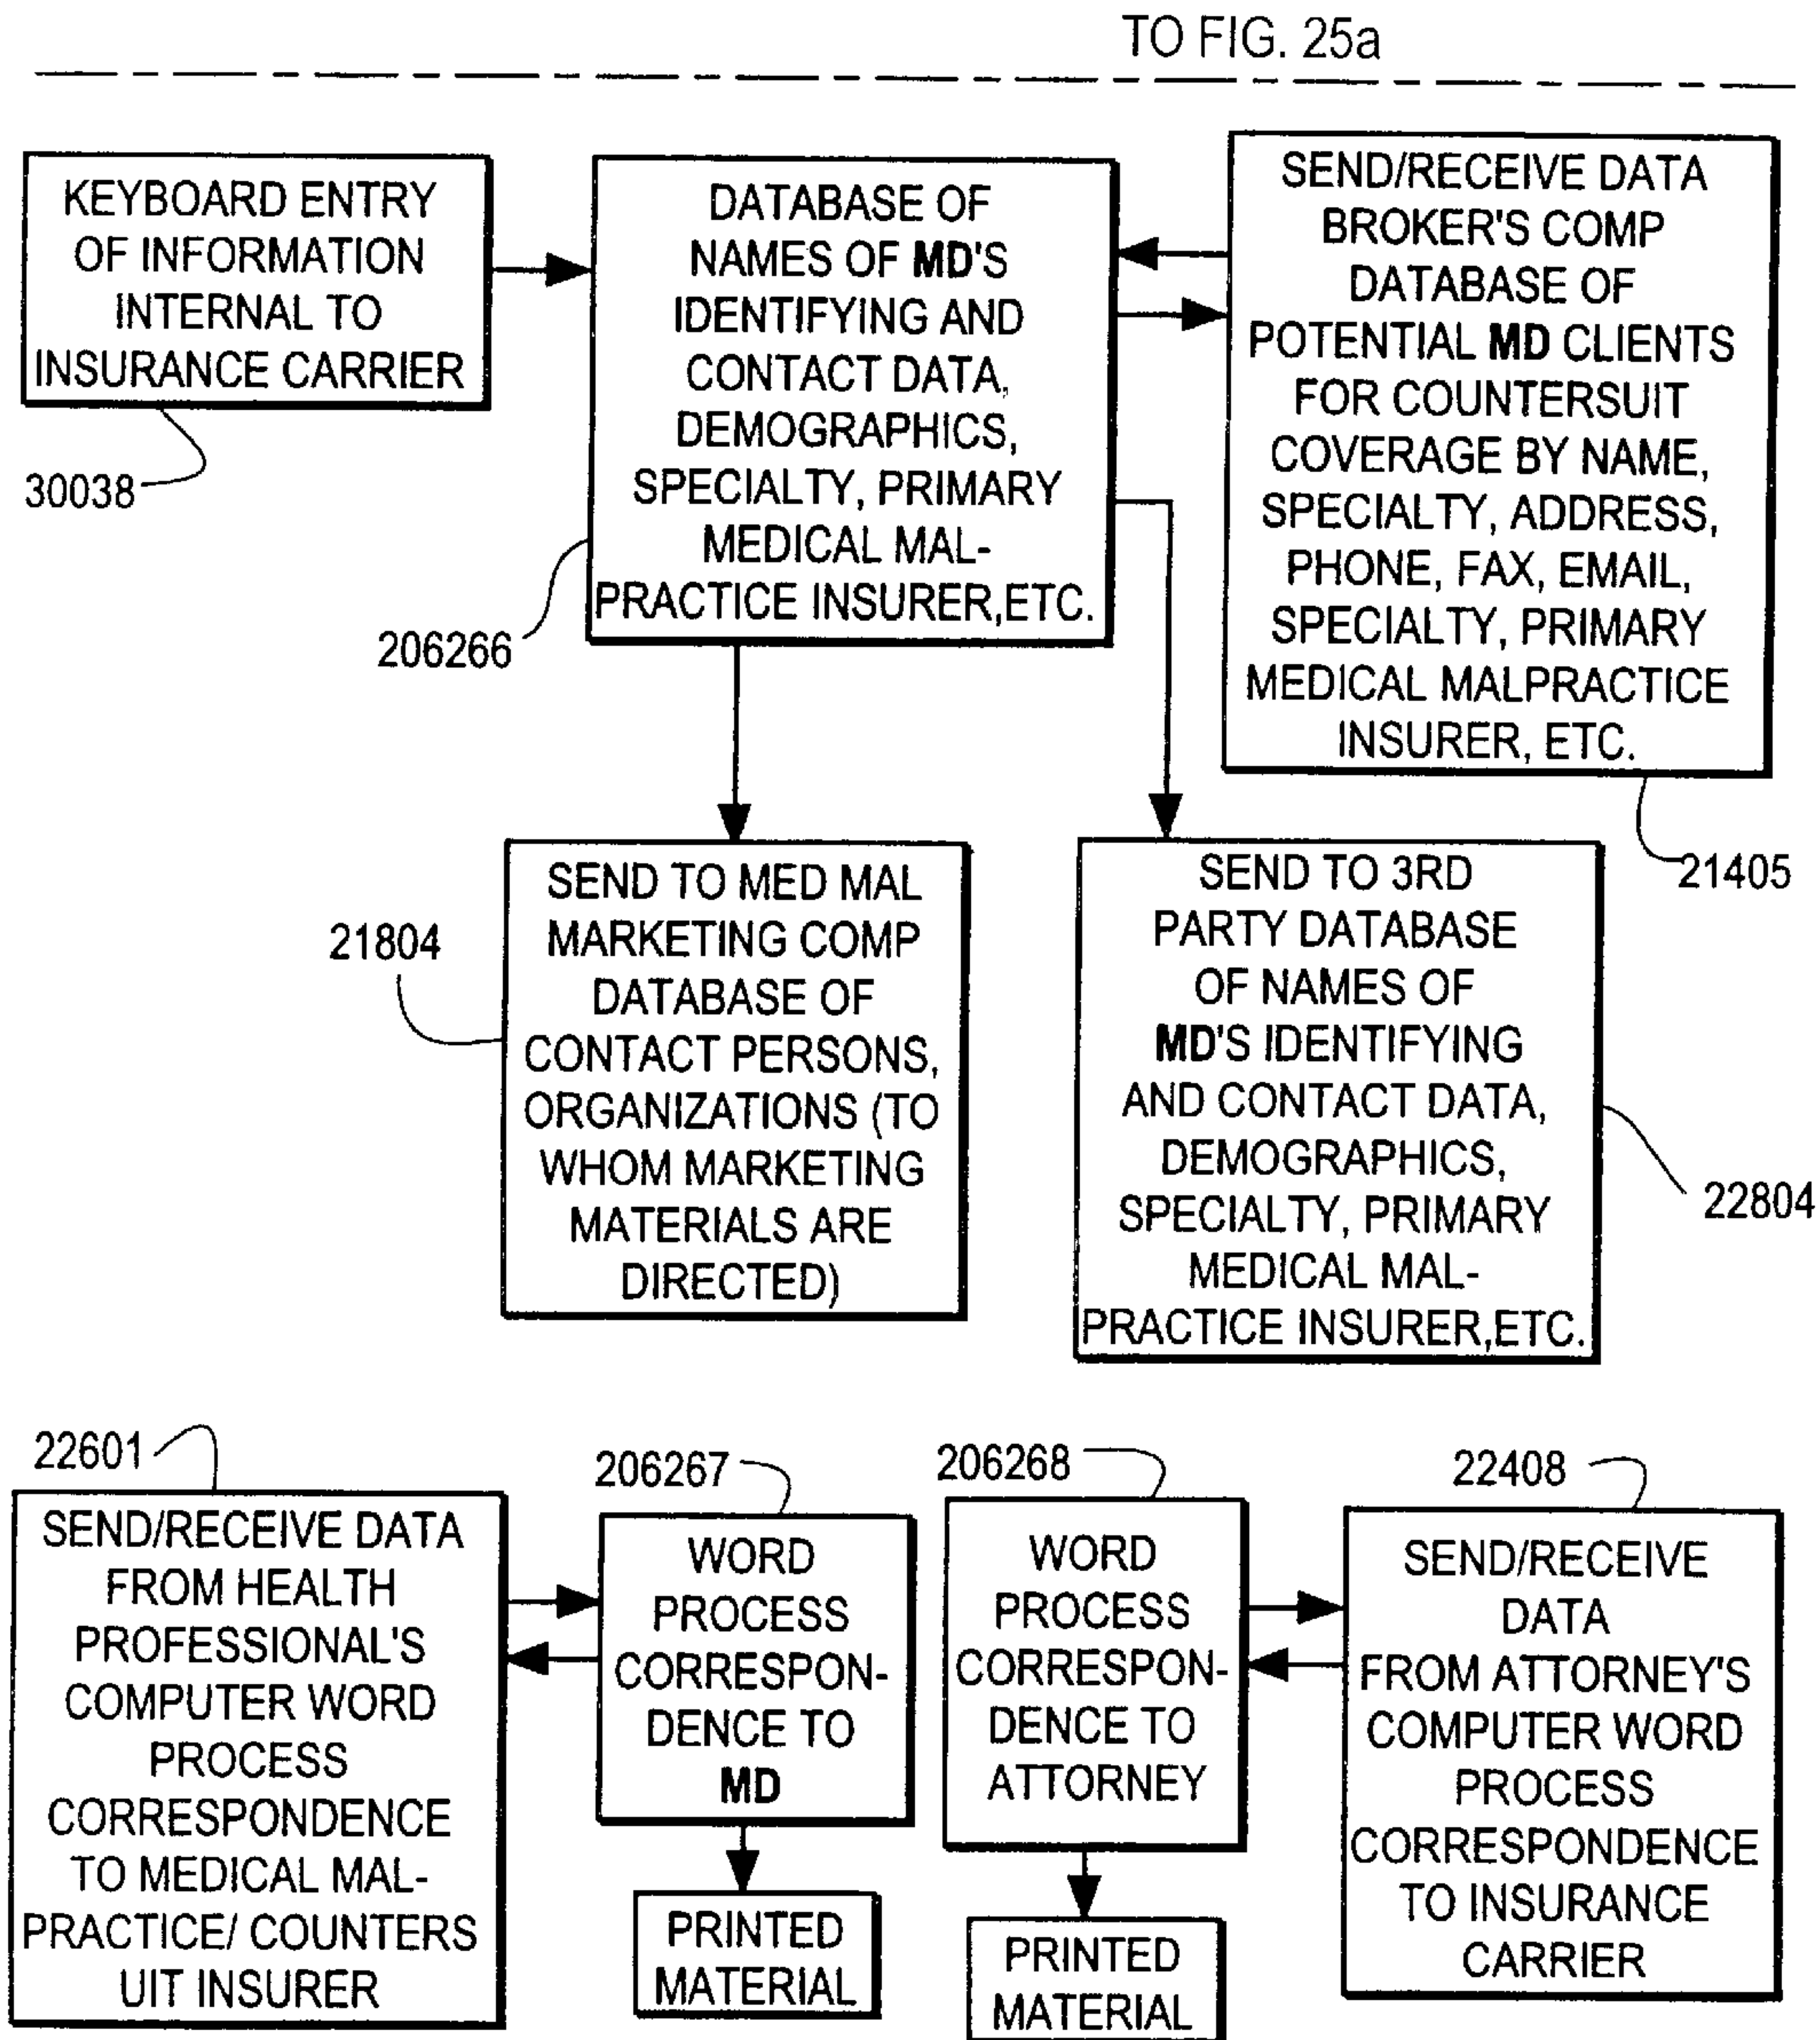 TO FIG. 25a
KEYBOARD ENTRY
OF INFORMATION
INTERNAL TO
INSURANCE CARRIER
30038
DATABASE OF
NAMES OF MD'S
IDENTIFYING AND
CONTACT DATA,
DEMOGRAPHICS,
SPECIALTY, PRIMARY
MEDICAL MAL-
PRACTICE INSURER,ETC.
206266
SEND/RECEIVE DATA
BROKER'S COMP
DATABASE OF
POTENTIAL MD CLIENTS
FOR COUNTERSUIT
COVERAGE BY NAME,
SPECIALTY, ADDRESS,
PHONE, FAX, EMAIL,
SPECIALTY, PRIMARY
MEDICAL MALPRACTICE
INSURER, ETC.
21405
21804
SEND TO MED MAL
MARKETING COMP
DATABASE OF
CONTACT PERSONS,
ORGANIZATIONS (TO
WHOM MARKETING
MATERIALS ARE
DIRECTED)
SEND TO 3RD
PARTY DATABASE
OF NAMES OF
MD'S IDENTIFYING
AND CONTACT DATA,
DEMOGRAPHICS,
SPECIALTY, PRIMARY
MEDICAL MAL-
PRACTICE INSURER,ETC.
22804
22601
SEND/RECEIVE DATA
FROM HEALTH
PROFESSIONAL'S
COMPUTER WORD
PROCESS
CORRESPONDENCE
TO MEDICAL MAL-
PRACTICE/ COUNTERS
UIT INSURER
206267
WORD
PROCESS
CORRESPON-
DENCE TO
MD
PRINTED
MATERIAL
206268
WORD
PROCESS
CORRESPON-
DENCE TO
ATTORNEY
PRINTED
MATERIAL
22408
SEND/RECEIVE
DATA
FROM ATTORNEY'S
COMPUTER WORD
PROCESS
CORRESPONDENCE
TO INSURANCE
CARRIER